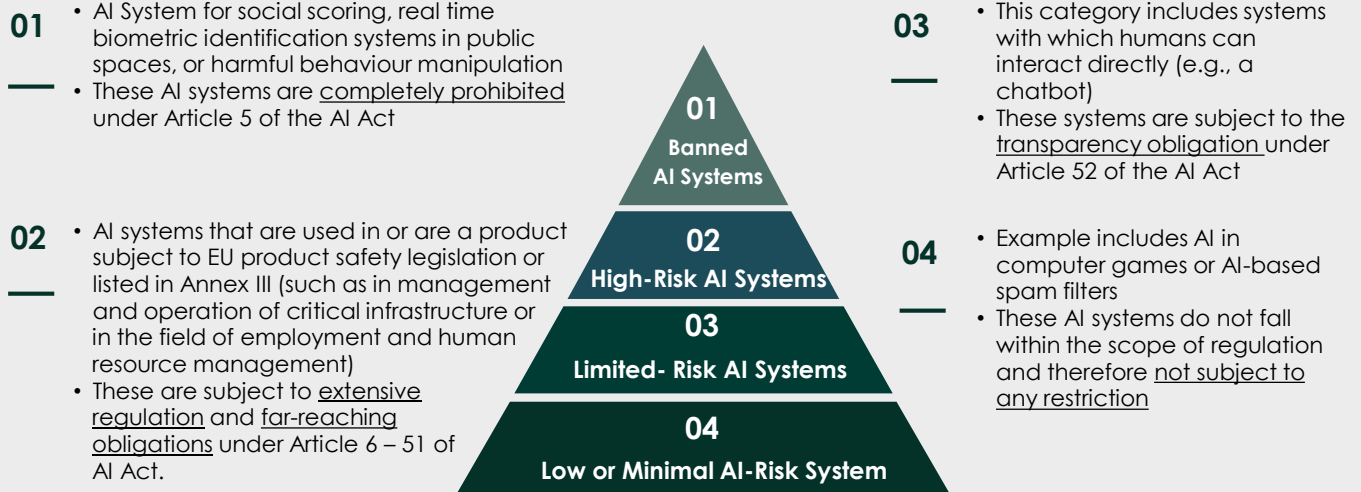 01
• AI System for social scoring, real time
biometric identification systems in public
spaces, or harmful behaviour manipulation
• These AI systems are completely prohibited
under Article 5 of the AI Act
02
• AI systems that are used in or are a product
subject to EU product safety legislation or
listed in Annex III (such as in management
and operation of critical infrastructure or
in the field of employment and human
resource management)
• These are subject to extensive
regulation and far-reaching
obligations under Article 6 – 51 of
AI Act.
01
Banned
AI Systems
02
High-Risk AI Systems
03
Limited- Risk AI Systems
04
Low or Minimal AI-Risk System
03
• This category includes systems
with which humans can
interact directly (e.g., a
chatbot)
• These systems are subject to the
transparency obligation under
Article 52 of the AI Act
04
• Example includes AI in
computer games or AI-based
spam filters
• These AI systems do not fall
within the scope of regulation
and therefore not subject to
any restriction